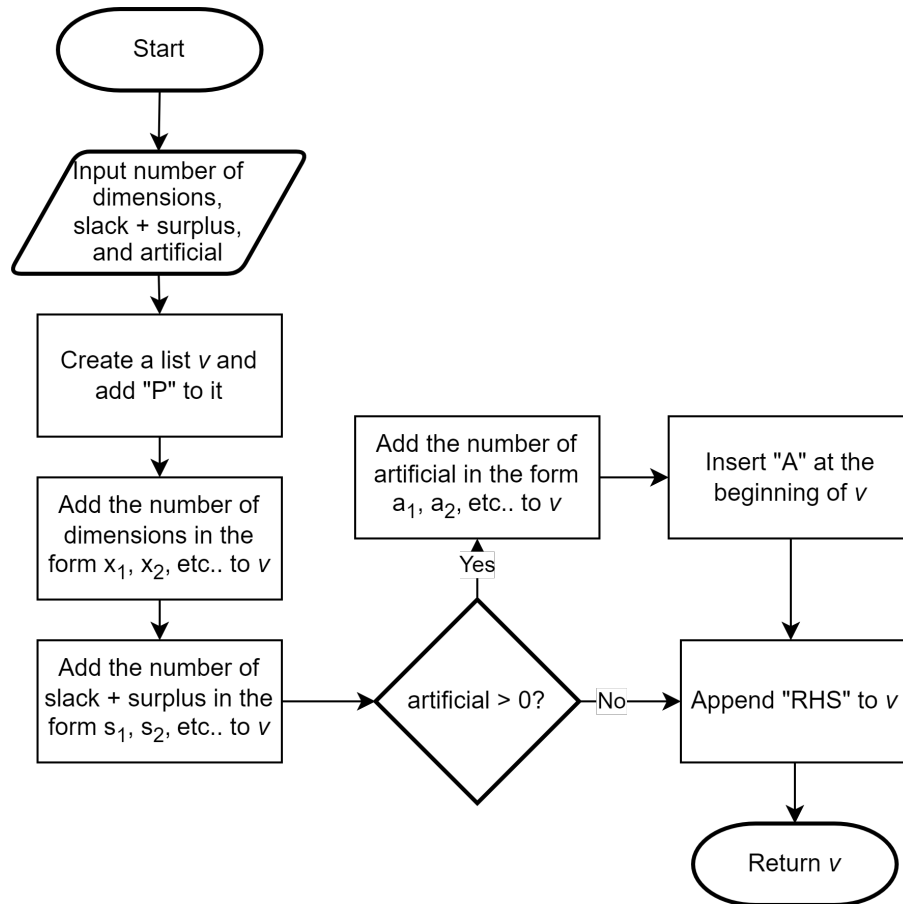 Start
Input number of
dimensions,
slack + surplus,
and artificial
Create a list v and
add "P" to it
Add the number of
dimensions in the
form x₁, x₂, etc.. to v
Add the number of
slack + surplus in the
form s₁, s₂, etc.. to v
artificial > 0?
Yes
Add the number of
artificial in the form
a₁, a₂, etc.. to v
Insert "A" at the
beginning of v
No
Append "RHS" to v
Return v